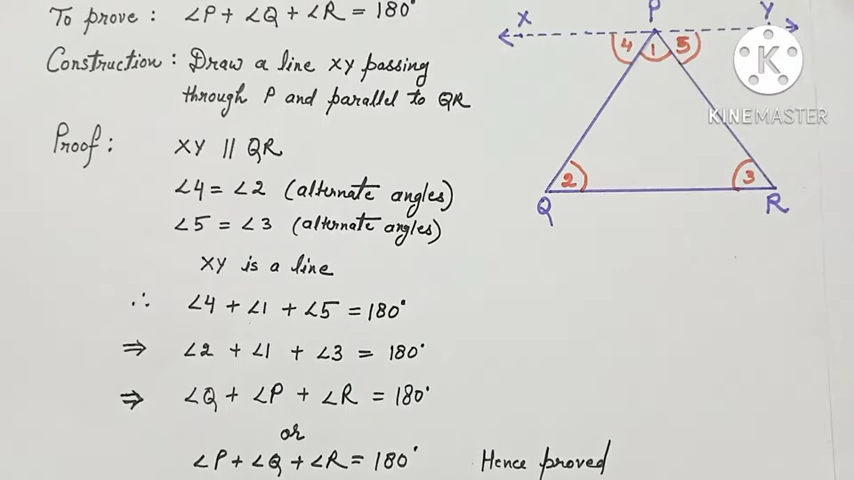 To prove: ∠P + ∠Q + ∠R = 180°
Construction: Draw a line XY passing
through P and parallel to QR
Proof: XY || QR
∠4 = ∠2 (alternate angles)
∠5 = ∠3 (alternate angles)
XY is a line
∴ ∠4 + ∠1 + ∠5 = 180°
⇒ ∠2 + ∠1 + ∠3 = 180°
⇒ ∠Q + ∠P + ∠R = 180°
or
∠P + ∠Q + ∠R = 180° Hence proved
X P Y
4 1 5
K
KINEMASTER
2 3
Q R